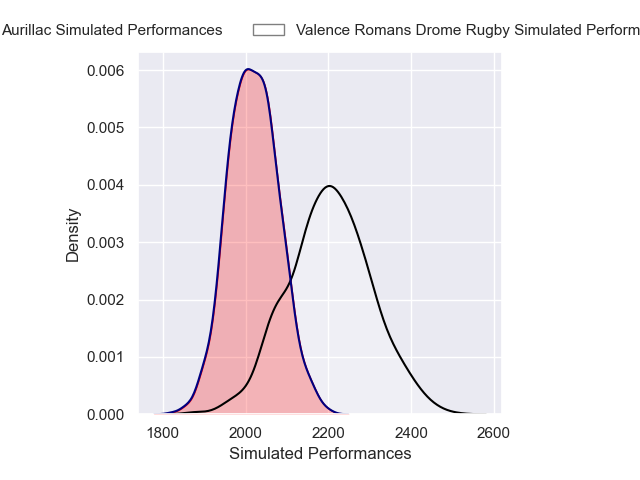 Aurillac Simulated Performances Valence Romans Drome Rugby Simulated Perform
0.006
0.005
0.004
0.003
0.002
0.001
0.000
Density
1800 2000 2200 2400 2600
Simulated Performances